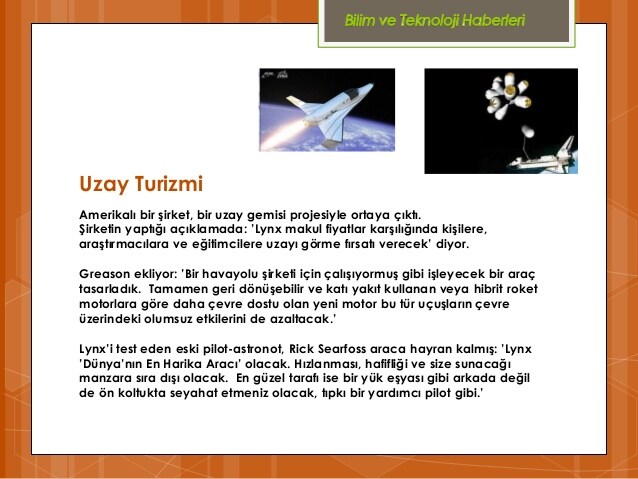 Bilim ve Teknoloji Haberleri
Uzay Turizmi
Amerikalı bir şirket, bir uzay gemisi projesiyle ortaya çıktı.
Şirketin yaptığı açıklamada: 'Lynx makul fiyatlar karşılığında kişilere,
araştırmacılara ve eğitimcilere uzayı görme fırsatı verecek' diyor.
Greason ekliyor: 'Bir havayolu şirketi için çalışıyormuş gibi işleyecek bir araç
tasarladık. Tamamen geri dönüşebilir ve katı yakıt kullanan veya hibrit roket
motorlara göre daha çevre dostu olan yeni motor bu tür uçuşların çevre
üzerindeki olumsuz etkilerini de azaltacak.'
Lynx'i test eden eski pilot-astronot, Rick Searfoss araca hayran kalmış: 'Lynx
'Dünya'nın En Harika Aracı' olacak. Hızlanması, hafifliği ve size sunacağı
manzara sıra dışı olacak. En güzel tarafı ise bir yük eşyası gibi arkada değil
de ön koltukta seyahat etmeniz olacak, tıpkı bir yardımcı pilot gibi.'